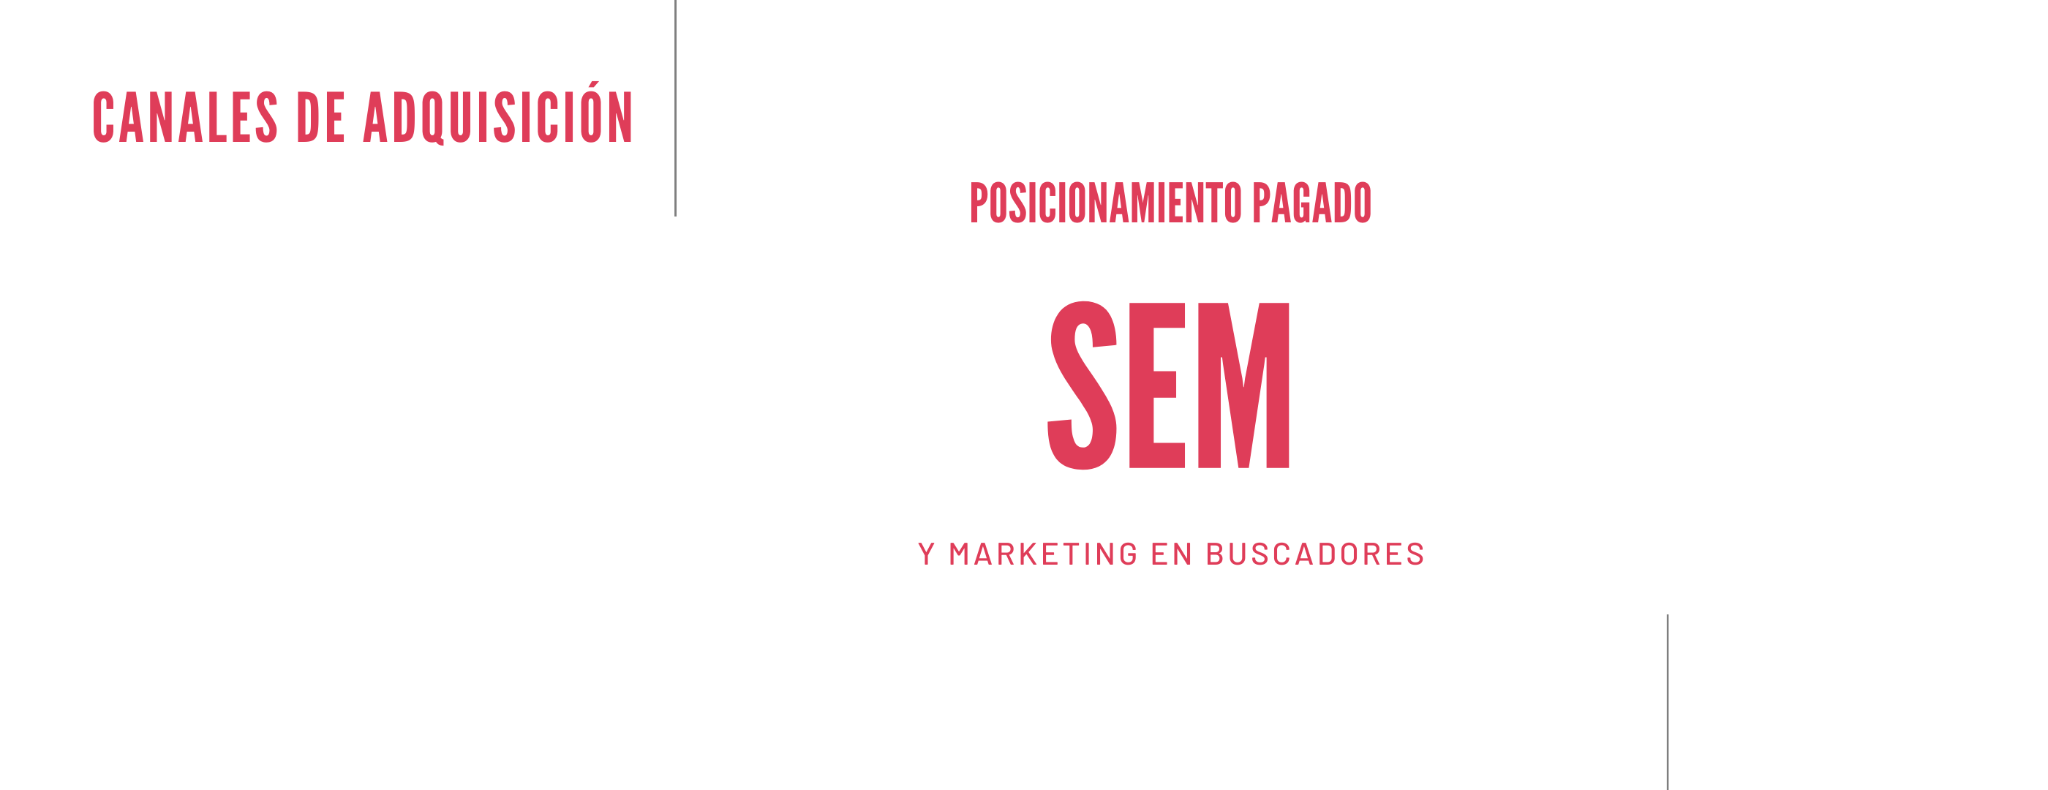 CANALES DE ADQUISICIÓN
POSICIONAMIENTO PAGADO
SEM
Y MARKETING EN BUSCADORES